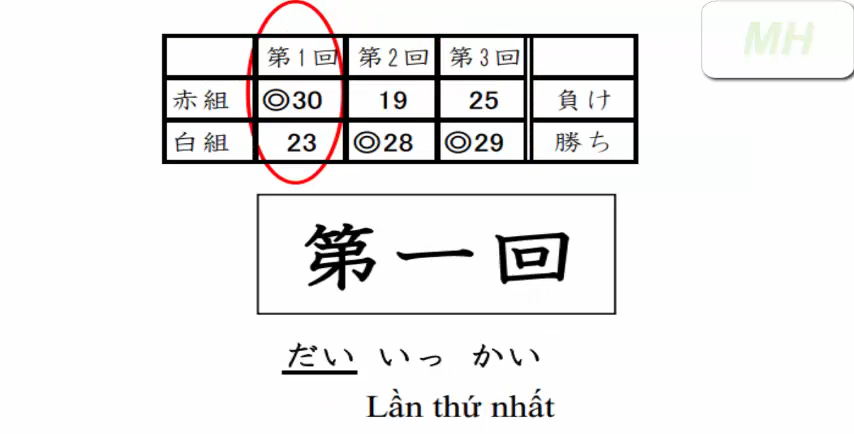 MH
第1回 第2回 第3回
赤組 ◎30 19 25 負け
白組 23 ◎28 ◎29 勝ち
第一回
だい いっ かい
Lần thứ nhất